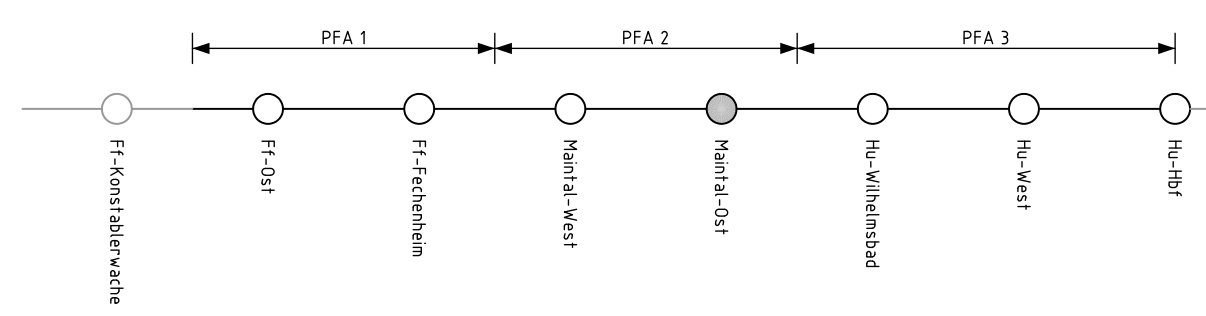 PFA 1
PFA 2
PFA 3
Ff-Konstablerwache
Ff-Ost
Ff-Fechenheim
Maintal-West
Maintal-Ost
Hu-Wilhelmsbad
Hu-West
Hu-Hbf